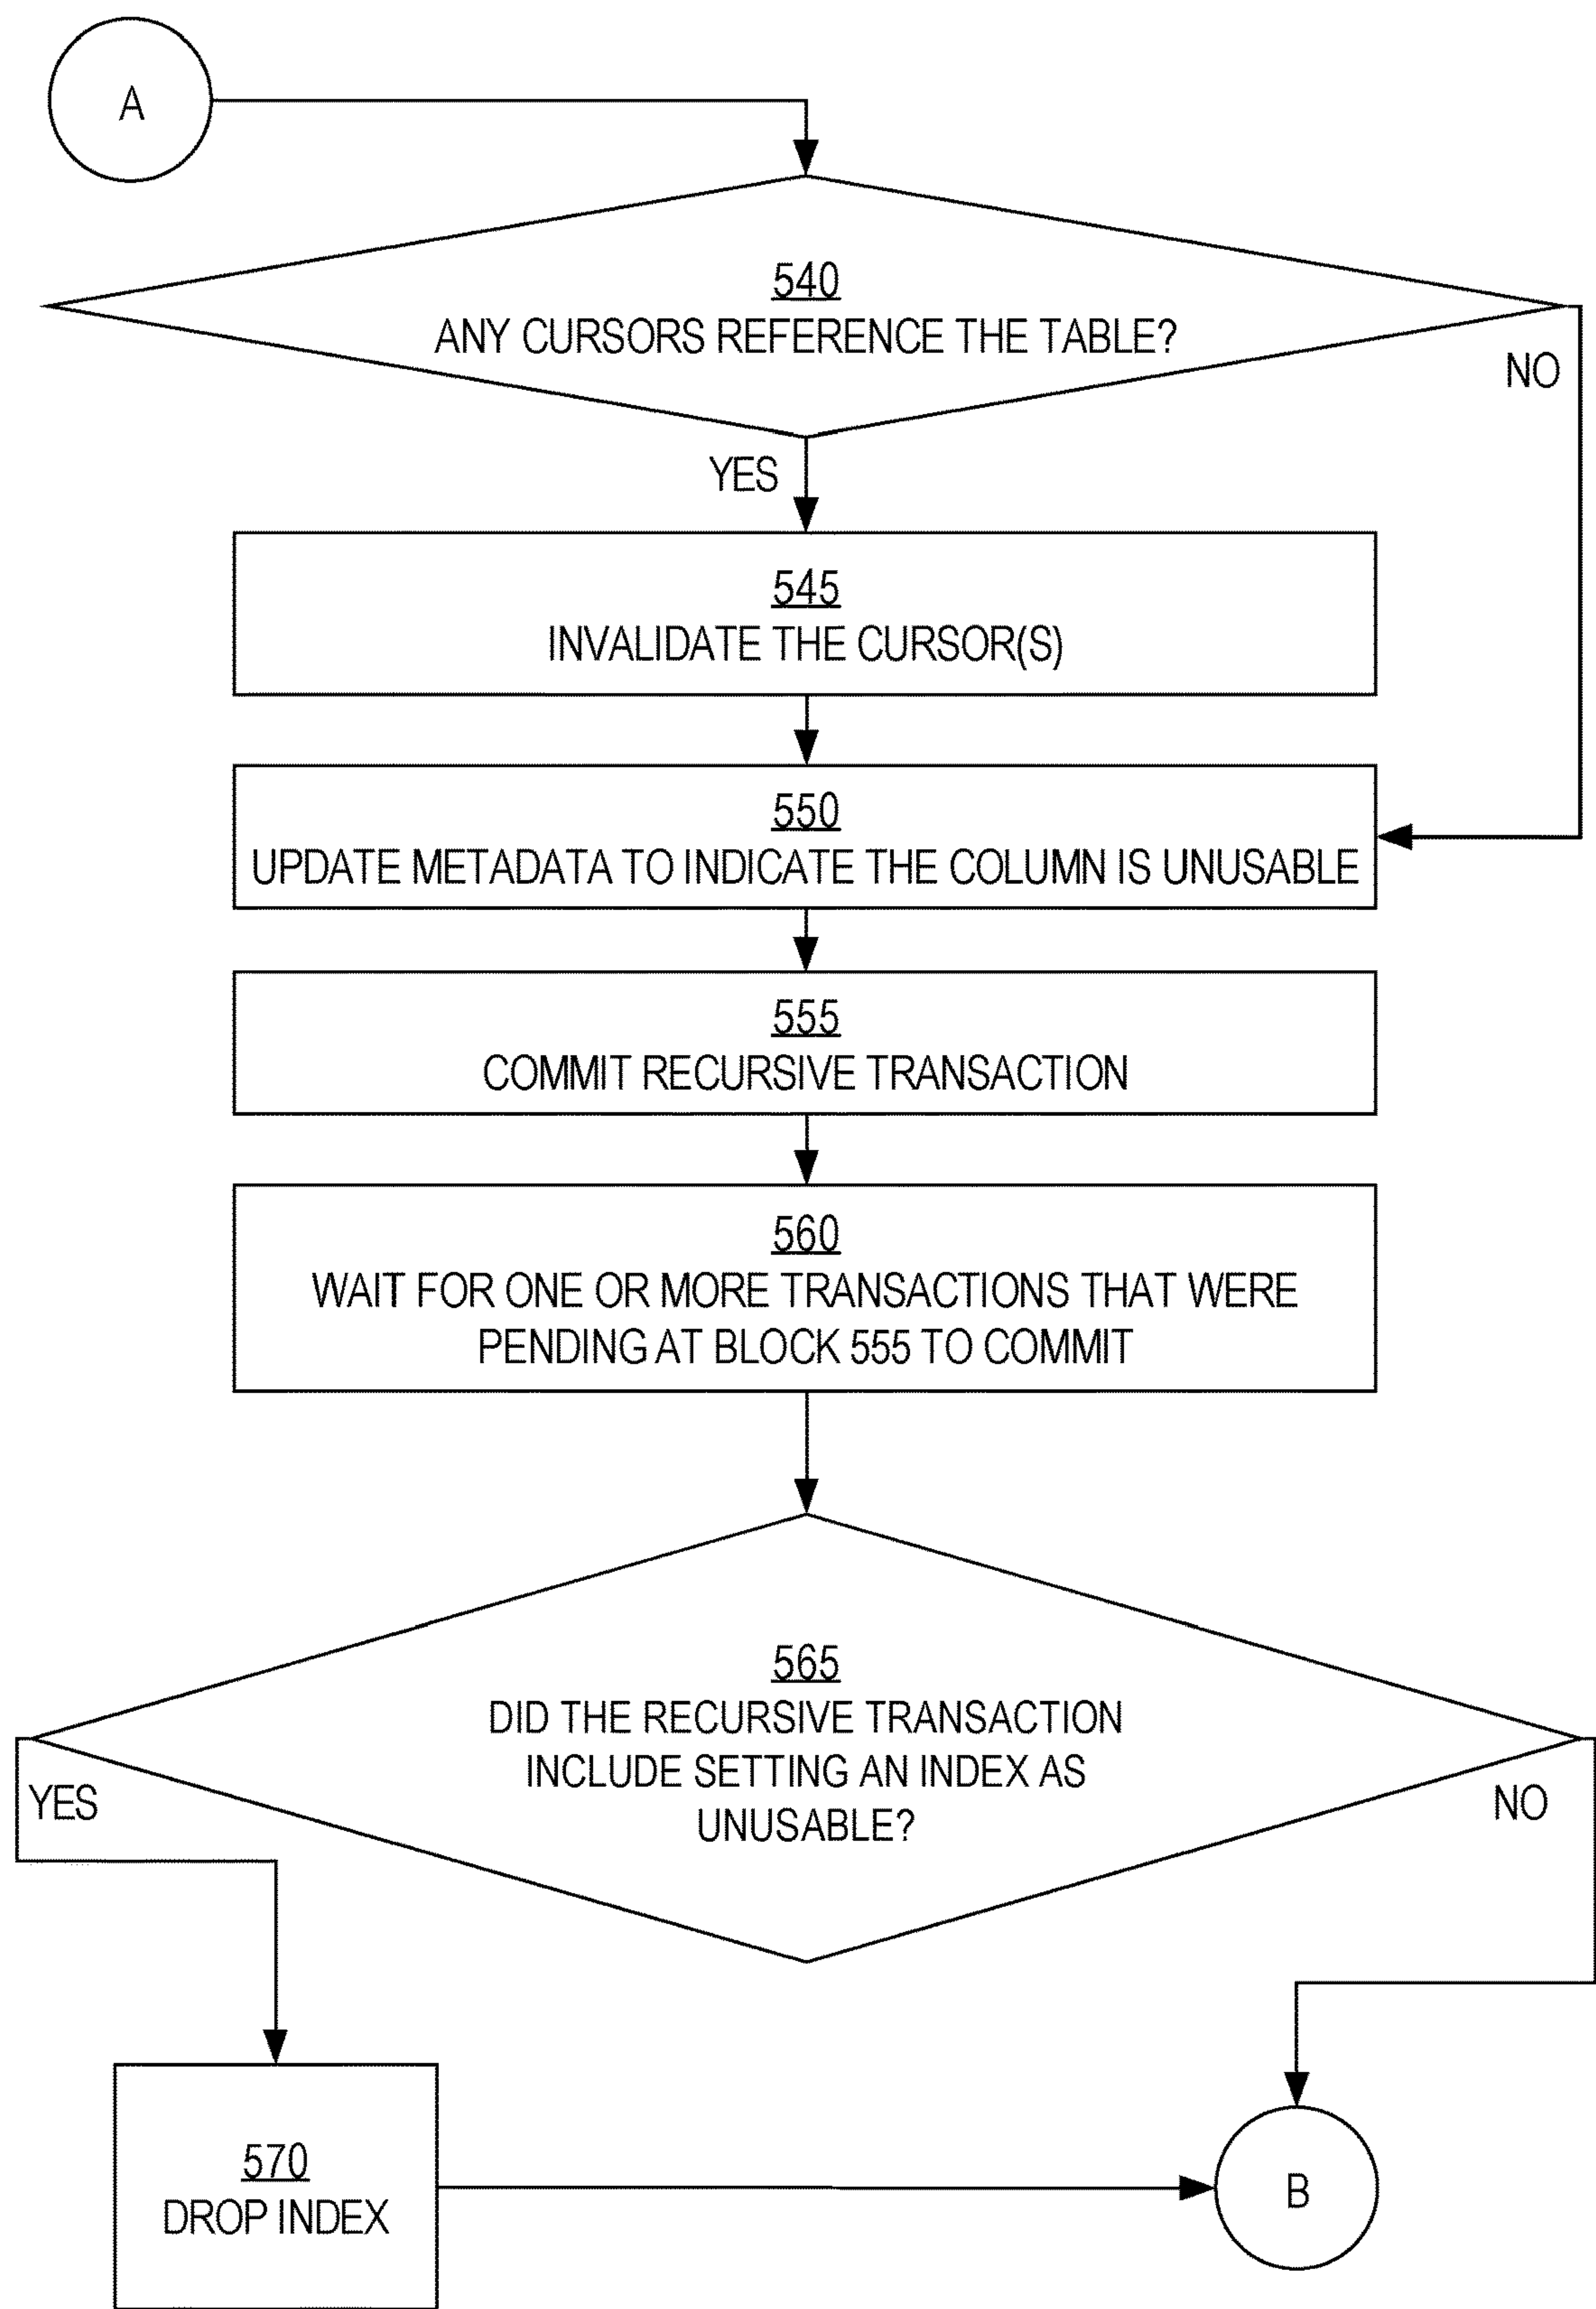 A
540
ANY CURSORS REFERENCE THE TABLE?
NO
YES
545
INVALIDATE THE CURSOR(S)
550
UPDATE METADATA TO INDICATE THE COLUMN IS UNUSABLE
555
COMMIT RECURSIVE TRANSACTION
560
WAIT FOR ONE OR MORE TRANSACTIONS THAT WERE
PENDING AT BLOCK 555 TO COMMIT
565
DID THE RECURSIVE TRANSACTION
INCLUDE SETTING AN INDEX AS
UNUSABLE?
YES
NO
570
DROP INDEX
B